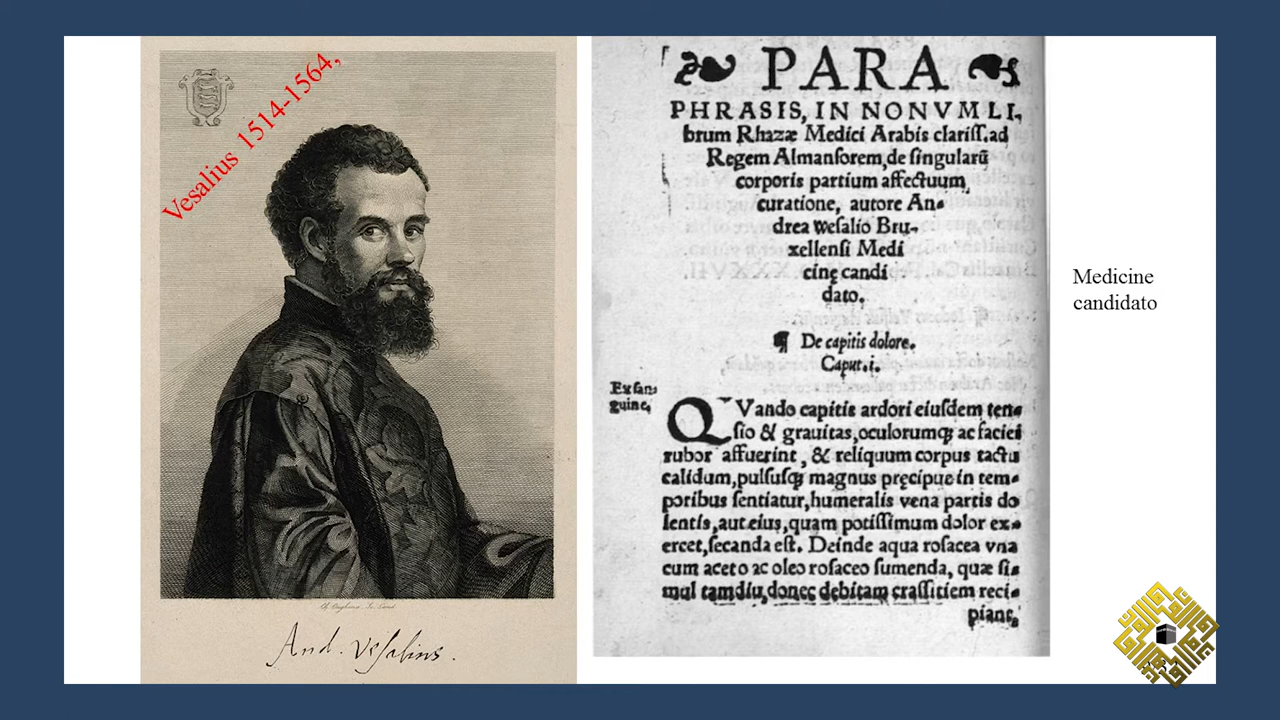 Vesalius 1514-1564,
And. Vesalius.
PARA
PHRASIS, IN NONVM LI,
brum Rhazæ Medici Arabis clariſſ. ad
Regem Almanſorem, de ſingularū
corporis partium affectuum
curatione, autore An-
drea Weſalio Bru-
xellenſi Medi
cinę candi
dato.
¶ De capitis dolore.
Caput. i.
Ex ſan-
guine,
QVando capitis ardori eiuſdem ten-
ſio & grauitas, oculorumq; ac faciei
rubor affuerint, & reliquum corpus tactu
calidum, pulſuſq; magnus pręcipue in tem-
poribus ſentiatur, humeralis vena partis do
lentis, aut eius, quam potiſſimum dolor ex-
ercet, ſecanda eſt. Deinde aqua roſacea vna
cum aceto ac oleo roſaceo ſumenda, quæ ſi-
mul tamdiu, donec debitam craſſitiem reci-
piant,
Medicine
candidato